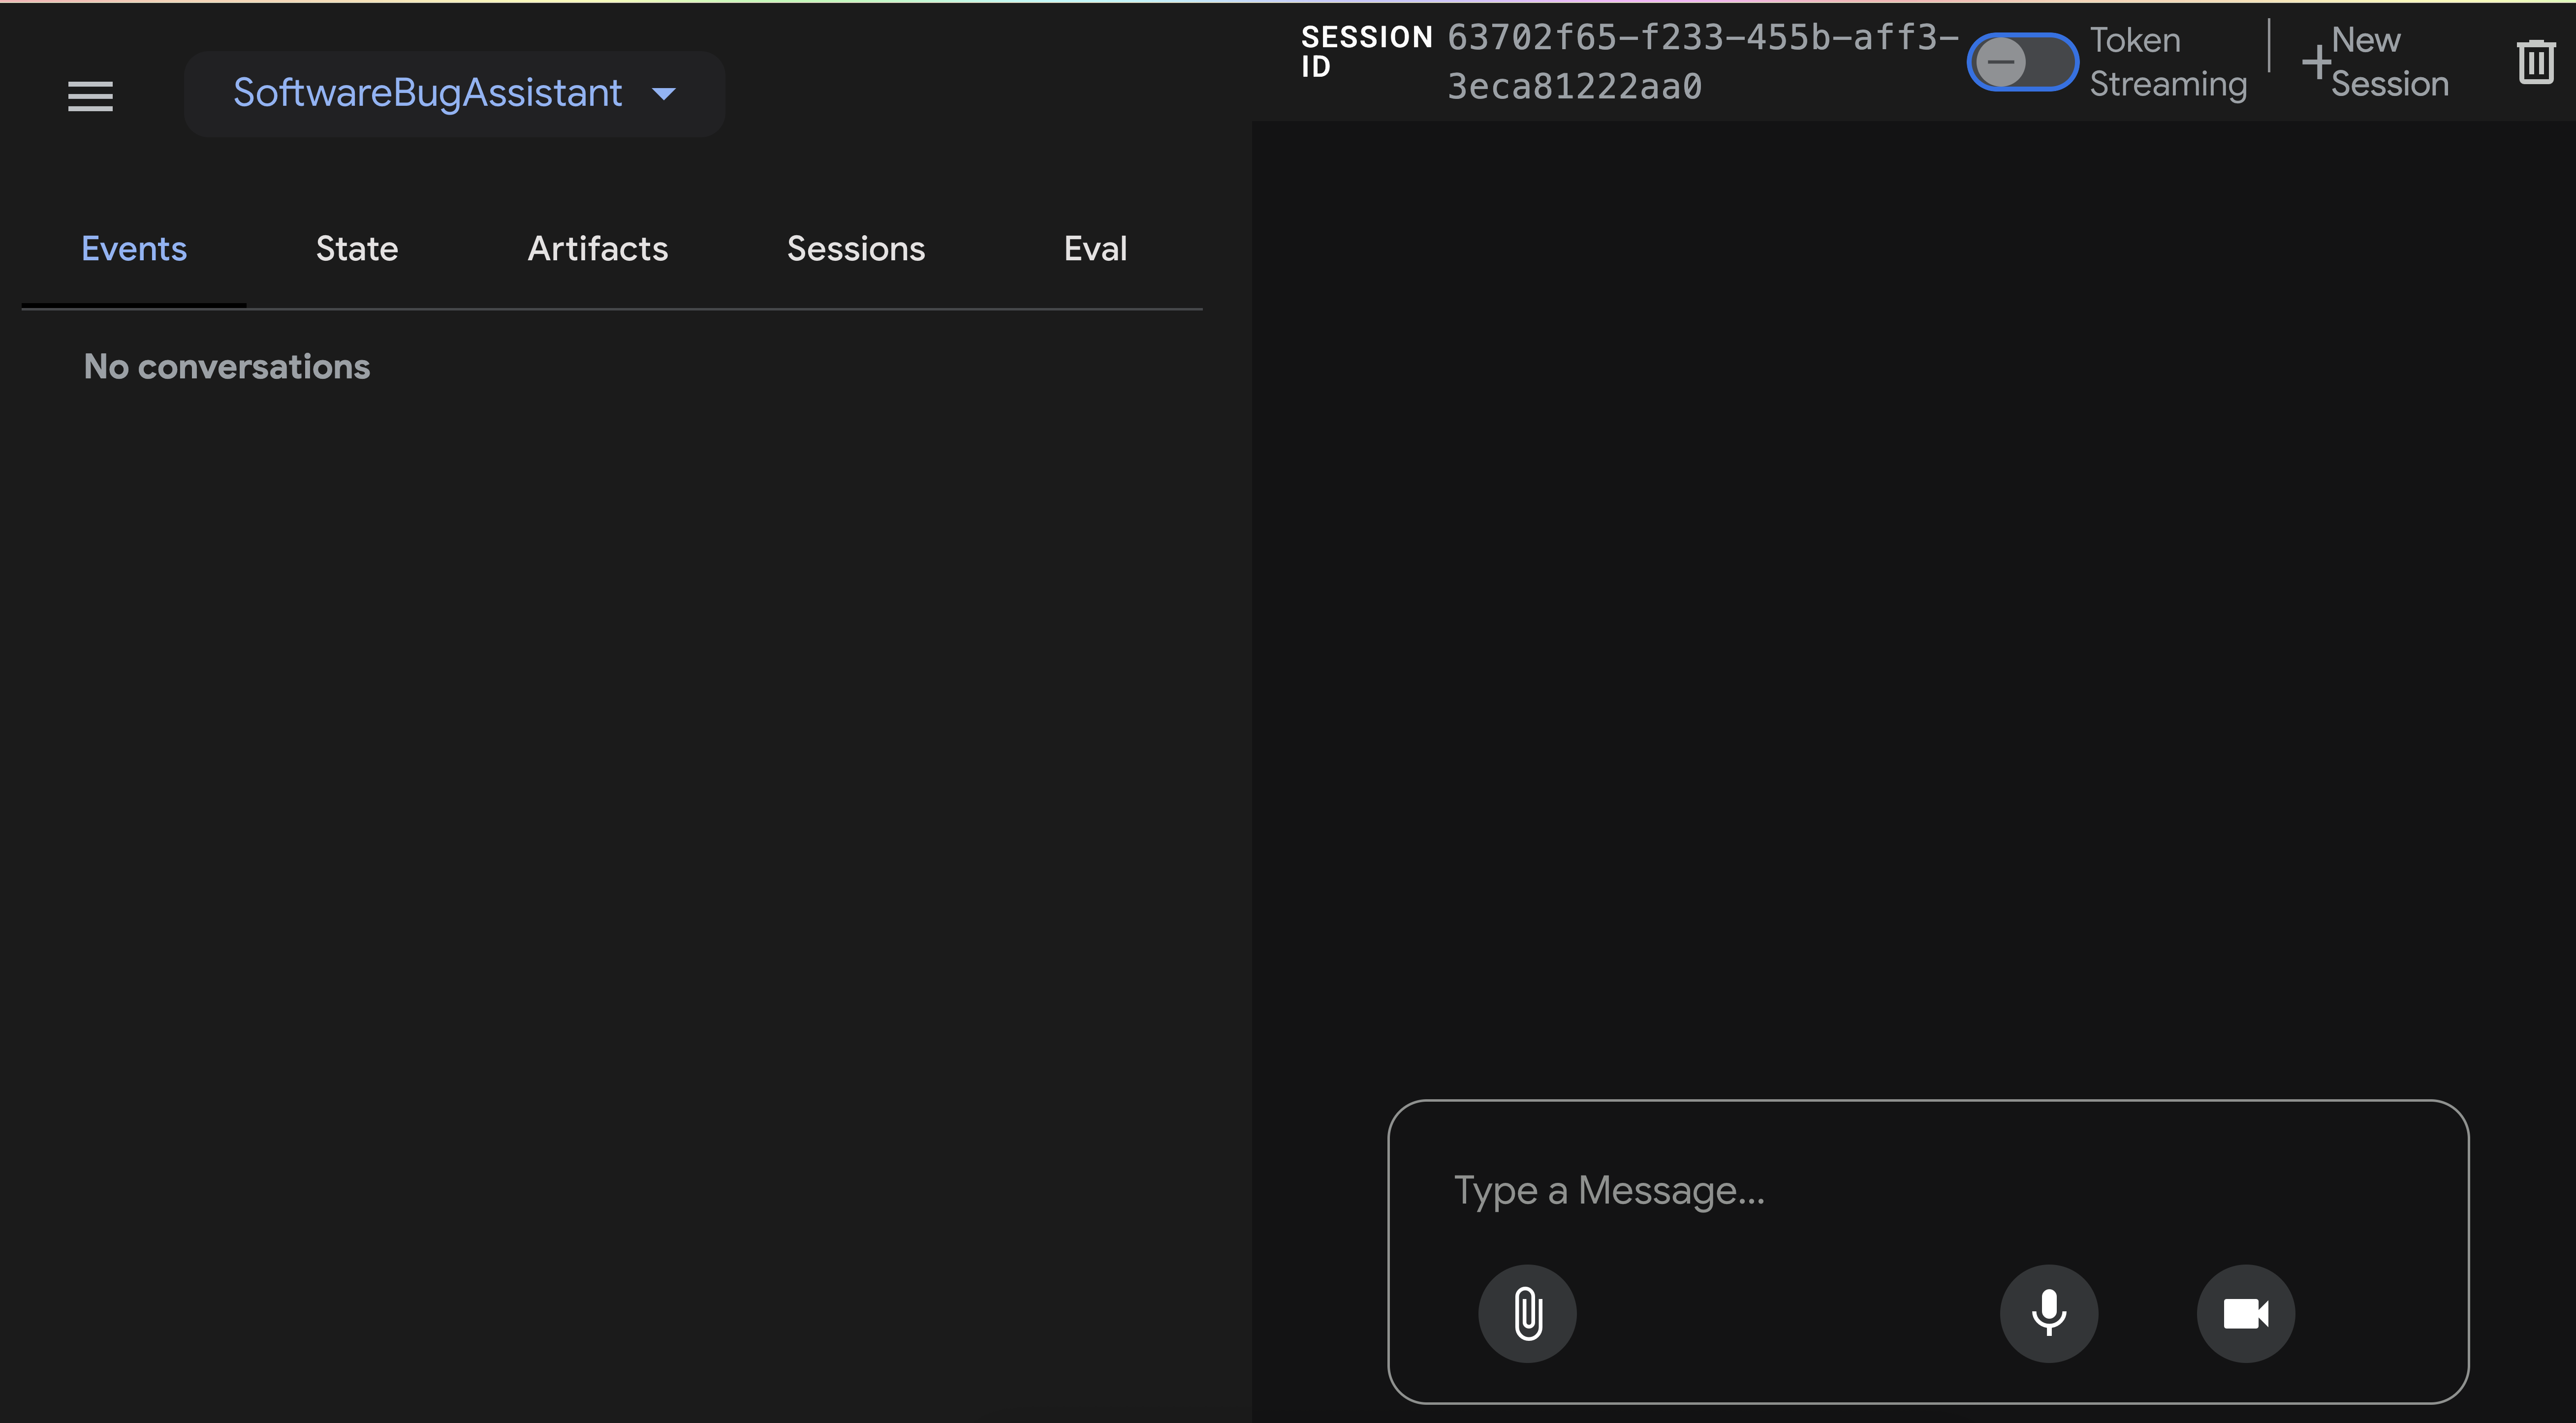 SoftwareBugAssistant
SESSION
ID
63702f65-f233-455b-aff3-
3eca81222aa0
Token
Streaming
New
Session
Events State Artifacts Sessions Eval
No conversations
Type a Message...